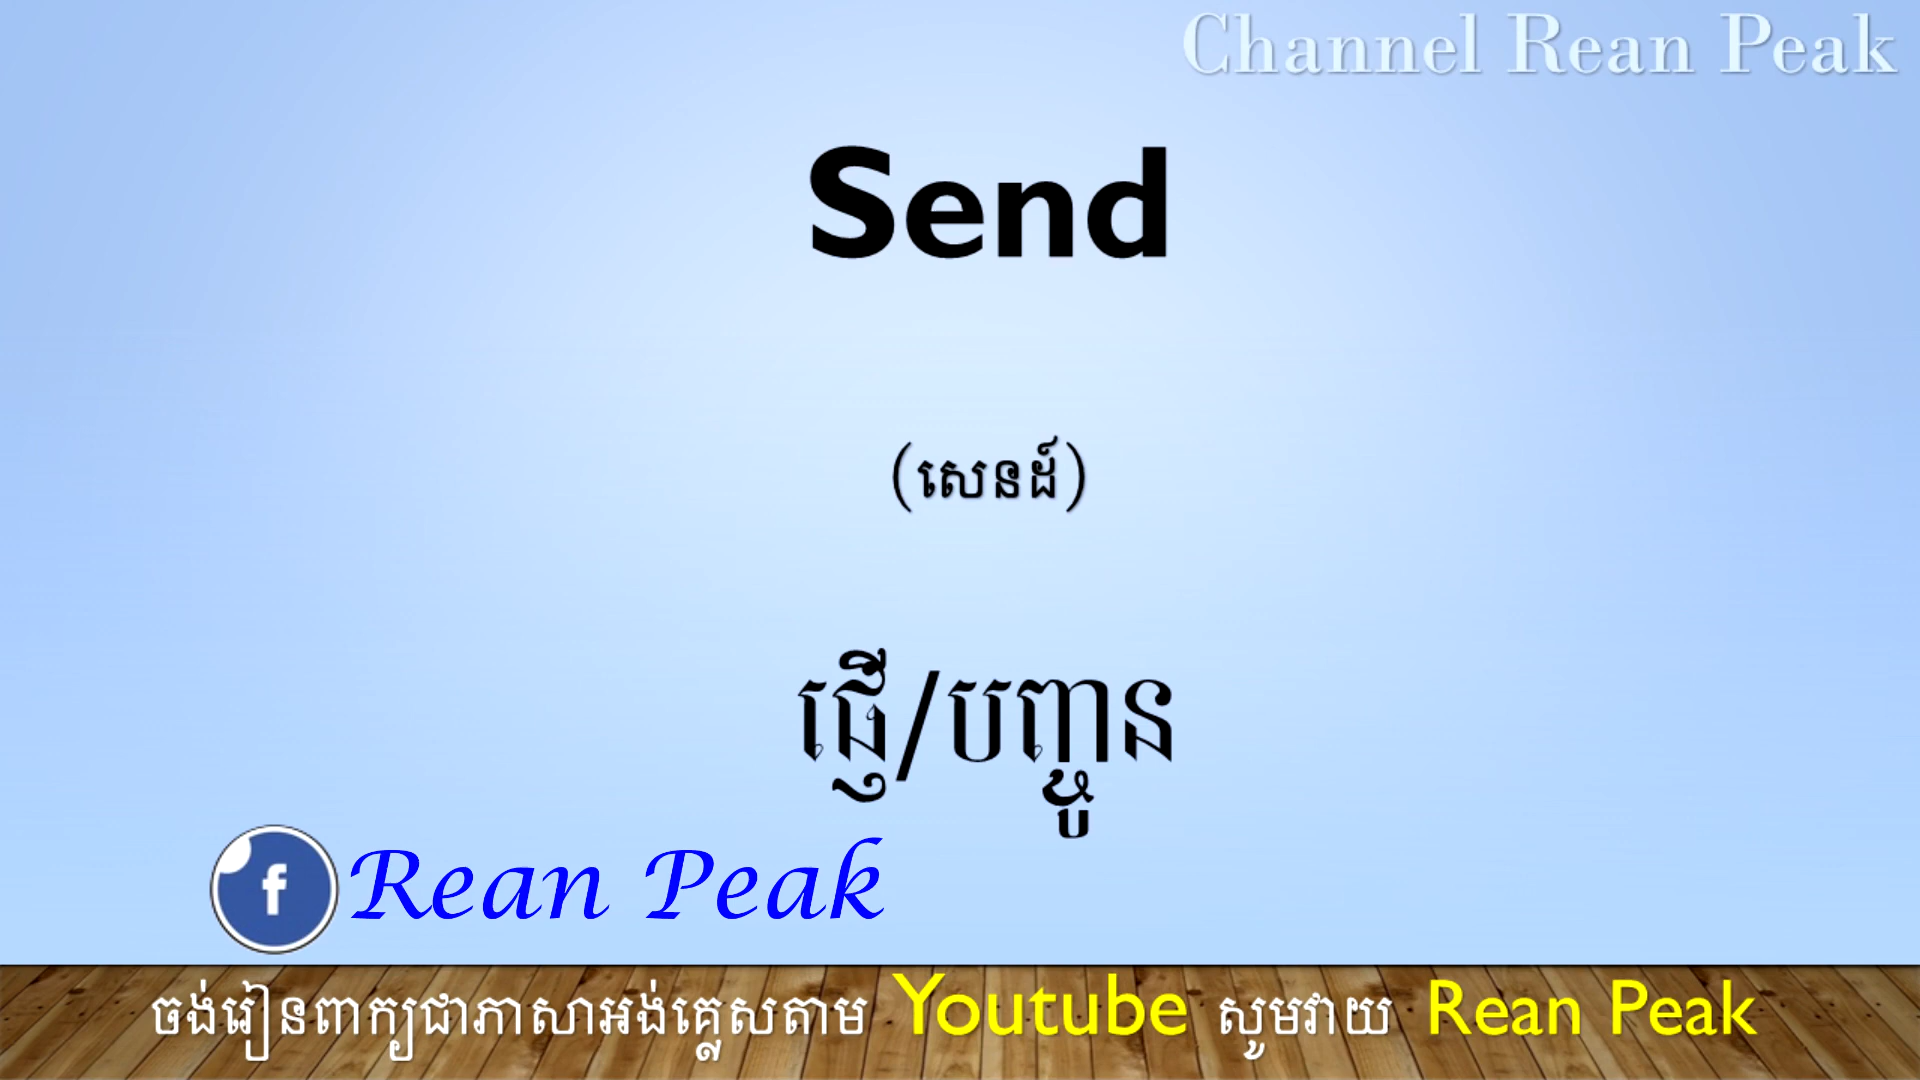 Channel Rean Peak
Send
(សេនដ៍)
ផ្ញើ/បញ្ជូន
f Rean Peak
ចង់រៀនពាក្យជាភាសាអង់គ្លេសតាម Youtube សូមវាយ Rean Peak